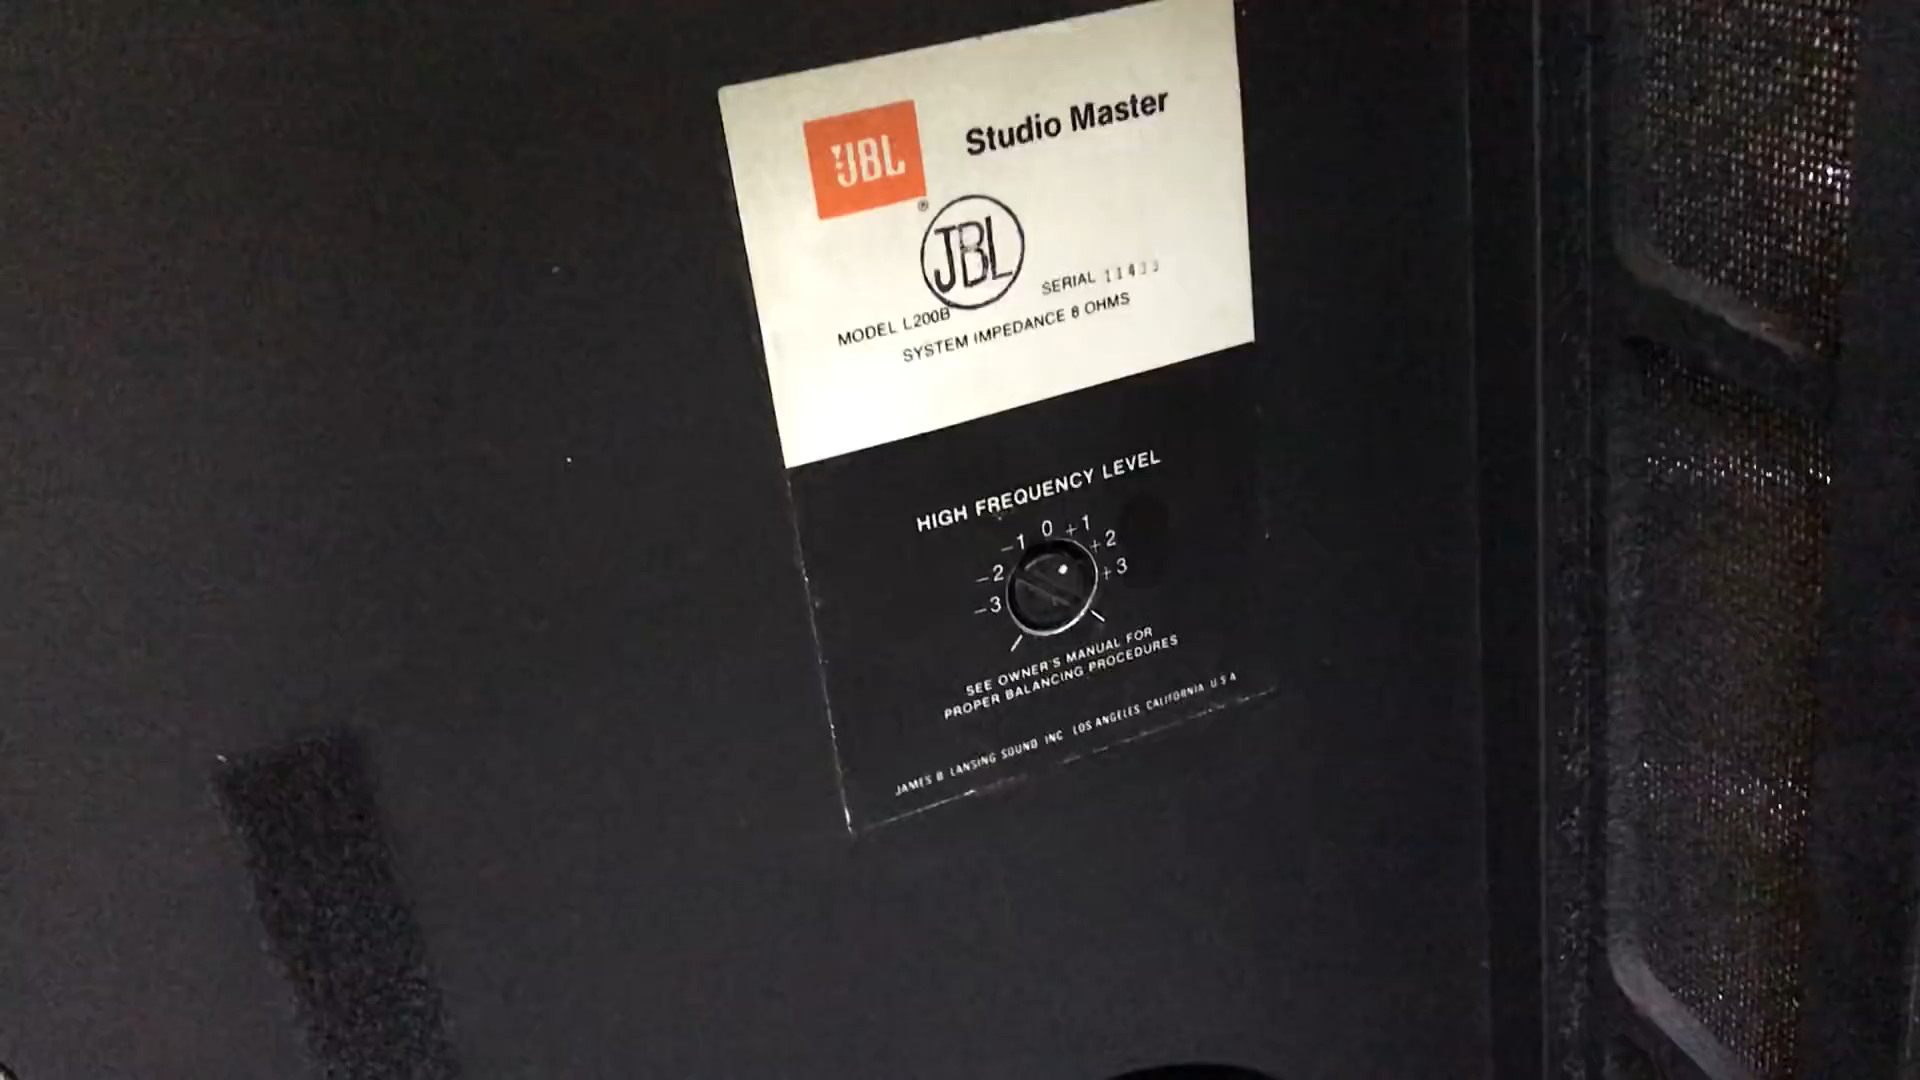 JBL
®
Studio Master
JBL
MODEL L200B
SERIAL
SYSTEM IMPEDANCE 8 OHMS
HIGH FREQUENCY LEVEL
-3 -2 -1 0 +1 +2 +3
SEE OWNER'S MANUAL FOR
PROPER BALANCING PROCEDURES
JAMES B LANSING SOUND INC LOS ANGELES CALIFORNIA U S A